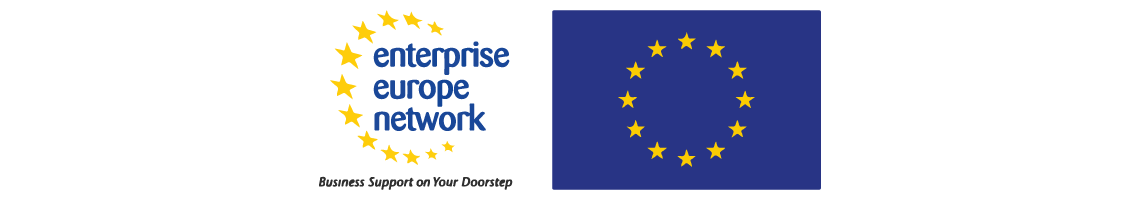 enterprise
europe
network
Business Support on Your Doorstep